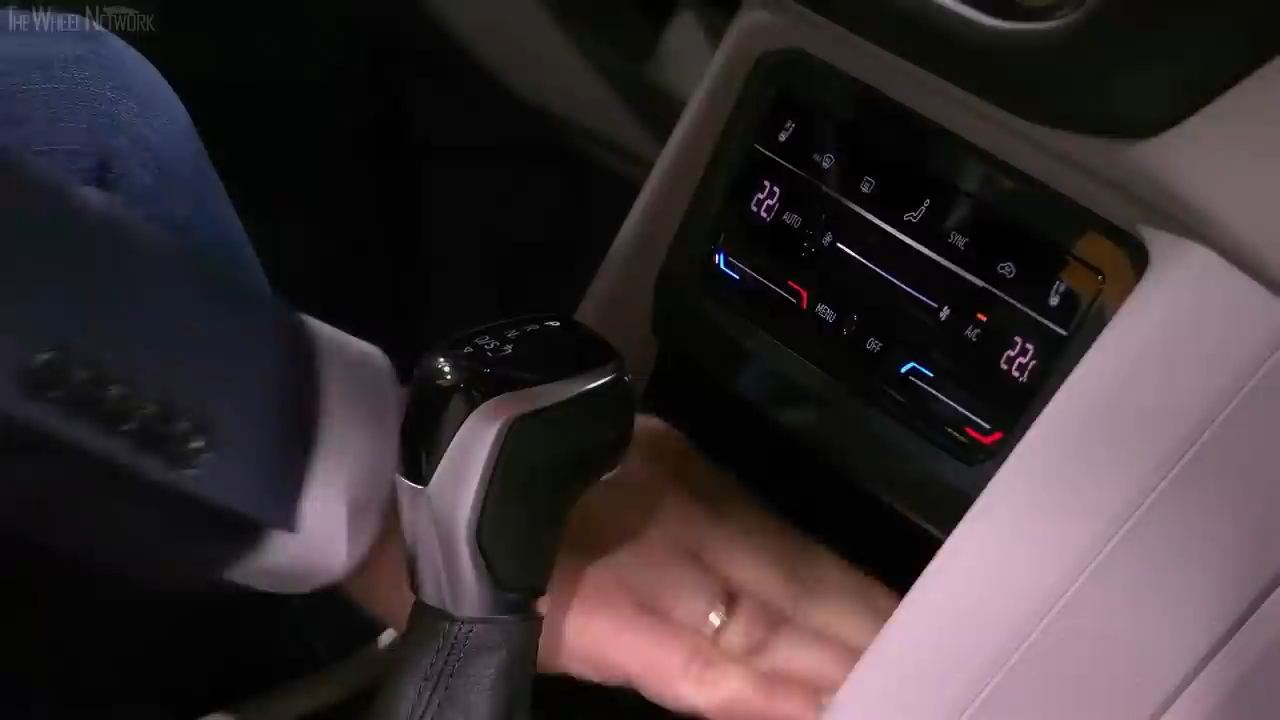 THE WHEEL NETWORK
22
AUTO
SYNC
MENU
OFF
A/C
22
P
R
N
D/S